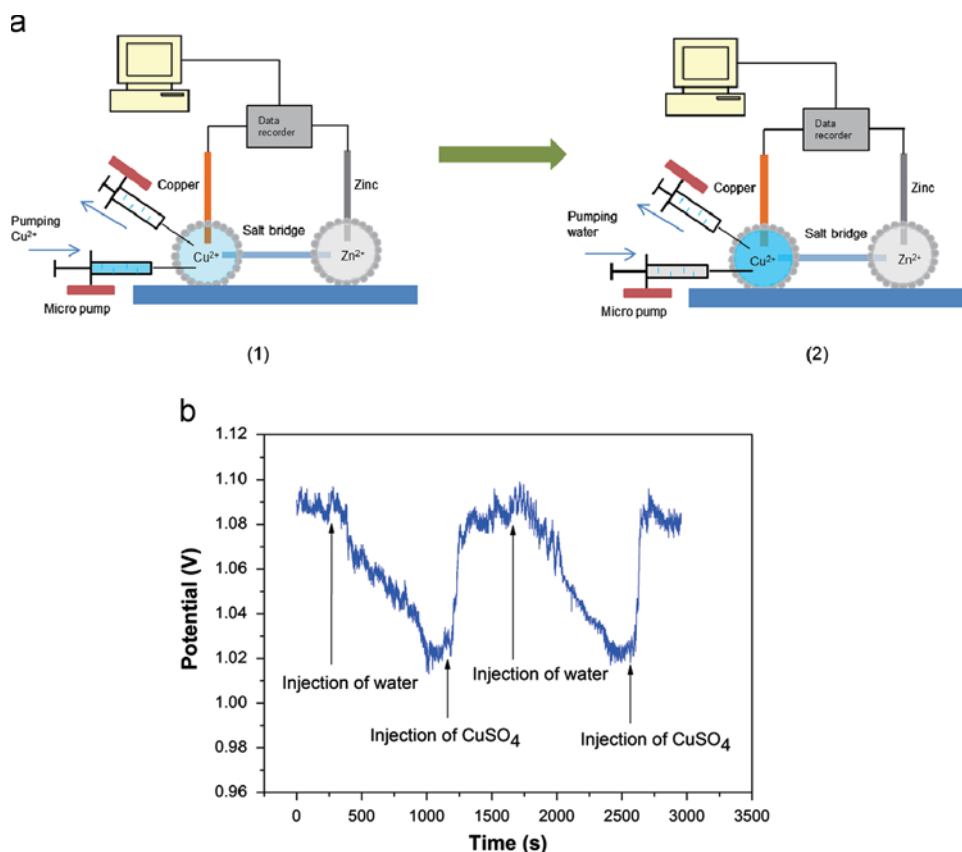 a
Data
recorder
Copper
Zinc
Pumping
Cu²⁺
Salt bridge
Cu²⁺
Zn²⁺
Micro pump
(1)
Data
recorder
Copper
Zinc
Pumping
water
Salt bridge
Cu²⁺
Zn²⁺
Micro pump
(2)
b
1.12
1.10
1.08
1.06
1.04
1.02
1.00
0.98
0.96
Potential (V)
Injection of water
Injection of water
Injection of CuSO₄
Injection of CuSO₄
0 500 1000 1500 2000 2500 3000 3500
Time (s)